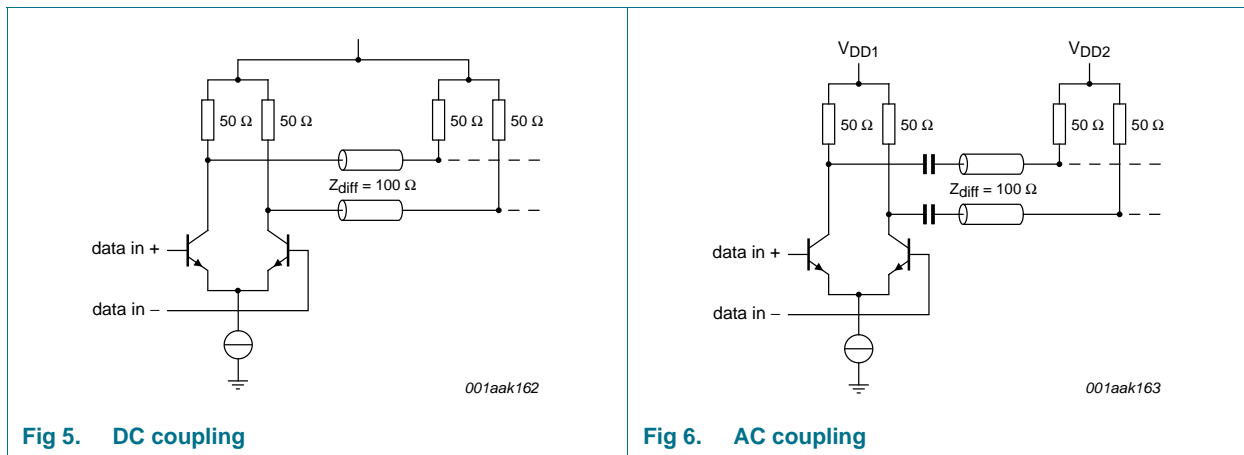 50 Ω 50 Ω 50 Ω 50 Ω
Zdiff = 100 Ω
data in +
data in −
001aak162
Fig 5. DC coupling
VDD1 VDD2
50 Ω 50 Ω 50 Ω 50 Ω
Zdiff = 100 Ω
data in +
data in −
001aak163
Fig 6. AC coupling